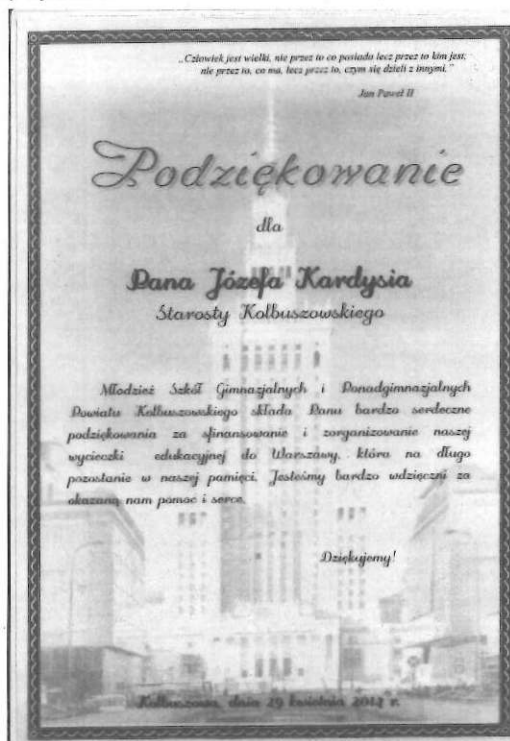 „Człowiek jest wielki, nie przez to co posiada lecz przez to kim jest;
nie przez to, co ma, lecz przez to, czym się dzieli z innymi."
Jan Paweł II
Podziękowanie
dla
Pana Józefa Kardysia
Starosty Kolbuszowskiego
Młodzież Szkół Gimnazjalnych i Ponadgimnazjalnych
Powiatu Kolbuszowskiego składa Panu bardzo serdeczne
podziękowania za sfinansowanie i zorganizowanie naszej
wycieczki edukacyjnej do Warszawy, która na długo
pozostanie w naszej pamięci. Jesteśmy bardzo wdzięczni za
okazaną nam pomoc i serce.
Dziękujemy!
Kolbuszowa, dnia 29 kwietnia 2014 r.